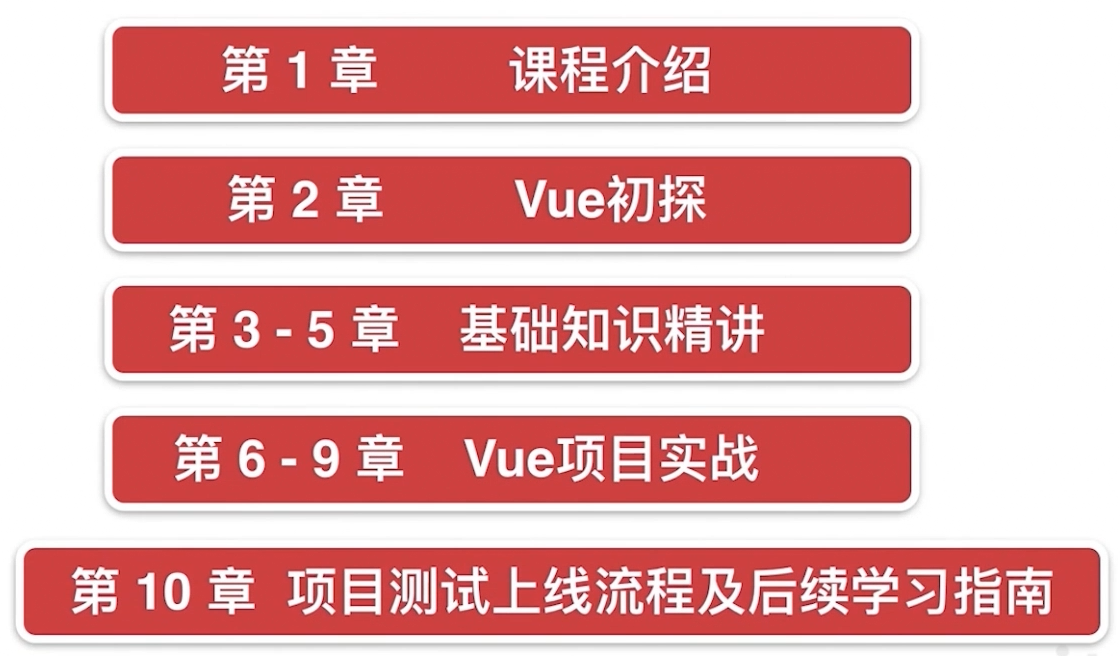 第 1 章 课程介绍
第 2 章 Vue初探
第 3 - 5 章 基础知识精讲
第 6 - 9 章 Vue项目实战
第 10 章 项目测试上线流程及后续学习指南